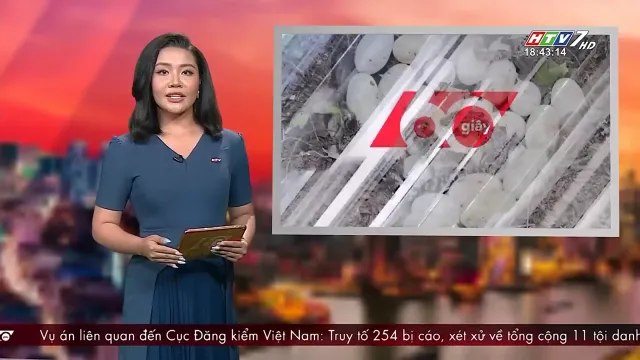 HTV7 HD
18:43:14
60 giây
HTV
Vụ án liên quan đến Cục Đăng kiểm Việt Nam: Truy tố 254 bị cáo, xét xử về tổng cộng 11 tội danh